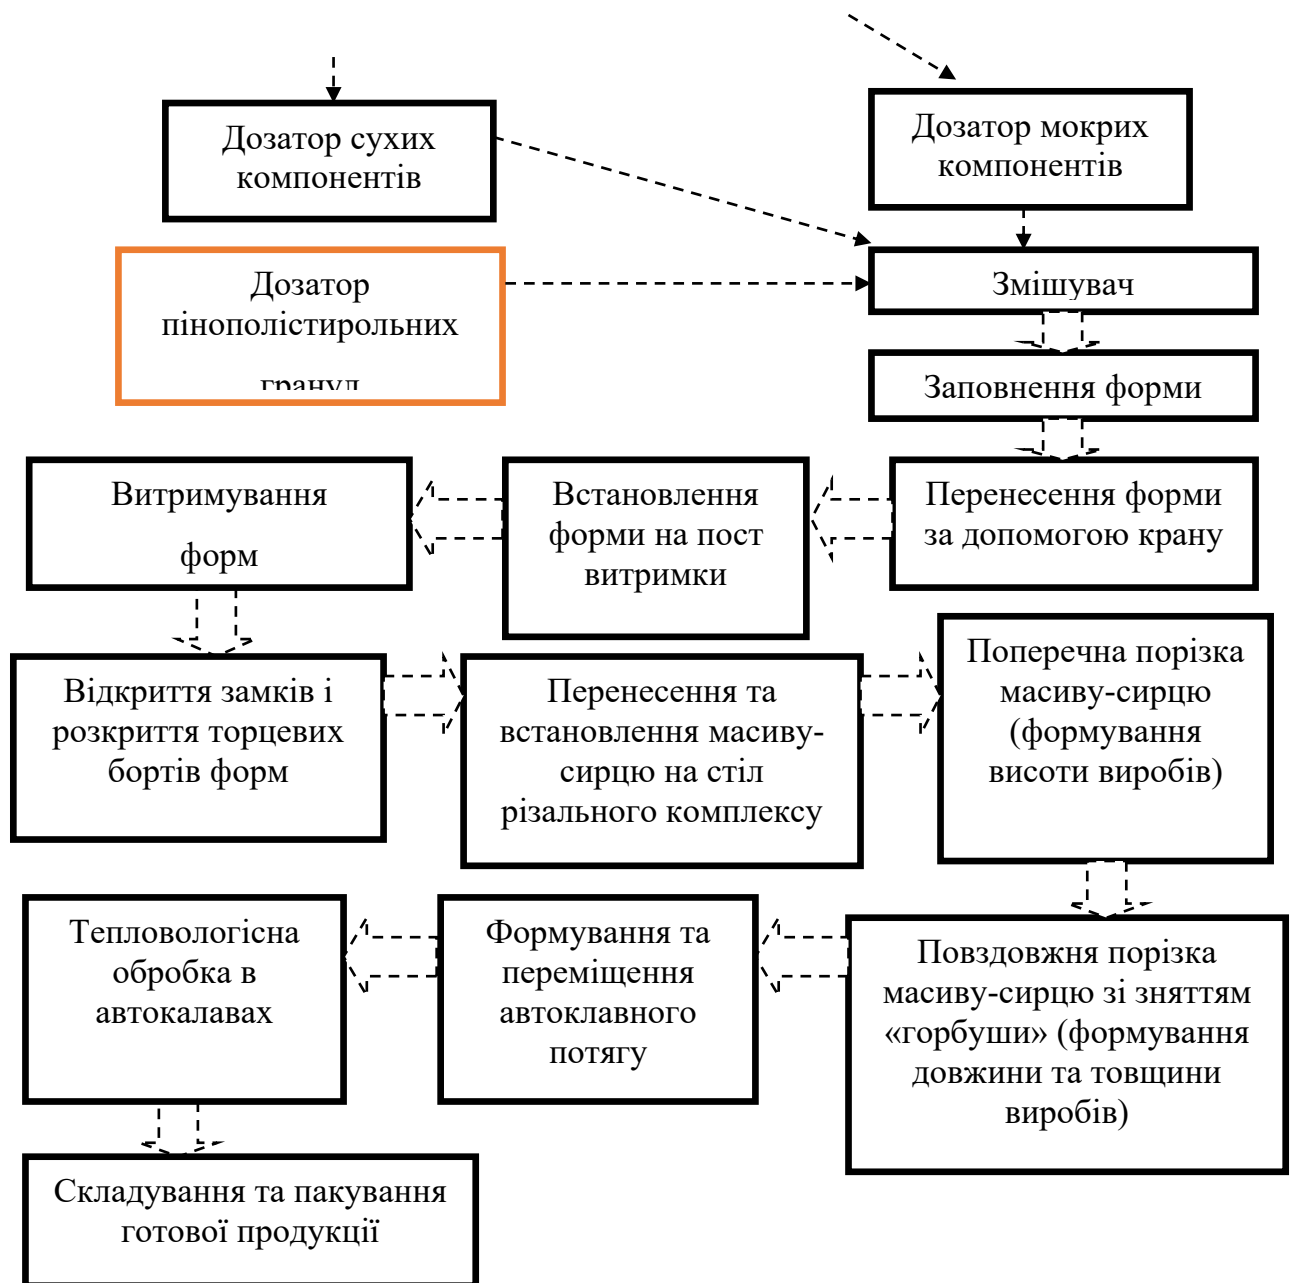 Дозатор сухих
компонентів
Дозатор мокрих
компонентів
Дозатор
пінополістирольних
гранул
Змішувач
Заповнення форми
Витримування
форм
Встановлення
форми на пост
витримки
Перенесення форми
за допомогою крану
Відкриття замків і
розкриття торцевих
бортів форм
Перенесення та
встановлення масиву-
сирцю на стіл
різального комплексу
Поперечна порізка
масиву-сирцю
(формування
висоти виробів)
Тепловологісна
обробка в
автокалавах
Формування та
переміщення
автоклавного
потягу
Повздовжня порізка
масиву-сирцю зі зняттям
«горбуши» (формування
довжини та товщини
виробів)
Складування та пакування
готової продукції